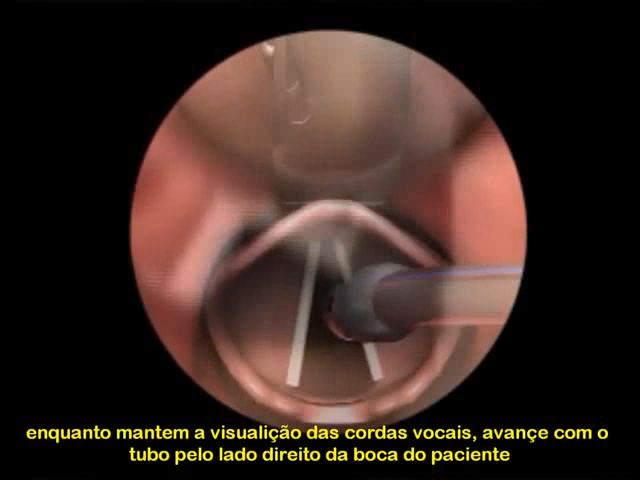 enquanto mantem a visualição das cordas vocais, avançe com o
tubo pelo lado direito da boca do paciente